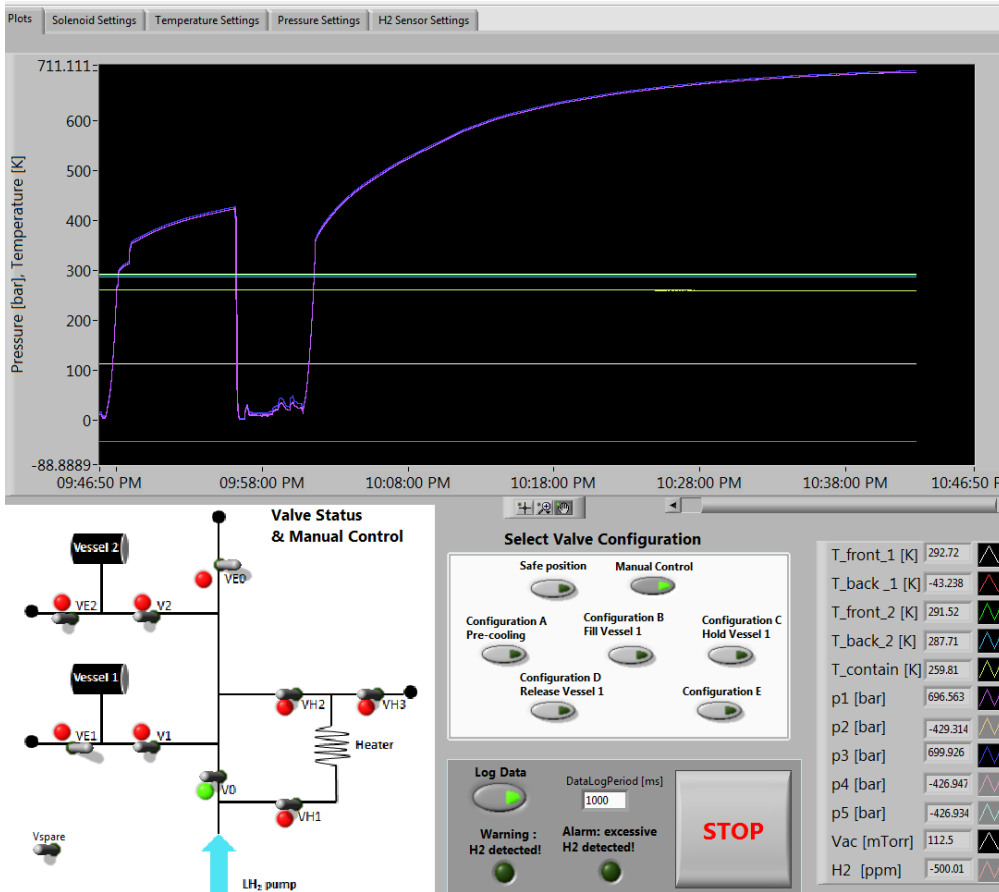 Plots Solenoid Settings Temperature Settings Pressure Settings H2 Sensor Settings
Pressure [bar], Temperature [K]
711.111
600
500
400
300
200
100
0
-88.8889
09:46:50 PM 09:58:00 PM 10:08:00 PM 10:18:00 PM 10:28:00 PM 10:38:00 PM 10:46:50 P
Valve Status
& Manual Control
Vessel 2
VE0
VE2 V2
Vessel 1
VE1 V1
VH2 VH3
Heater
V0
VH1
Vspare
LH₂ pump
Select Valve Configuration
Safe position Manual Control
Configuration A
Pre-cooling
Configuration B
Fill Vessel 1
Configuration C
Hold Vessel 1
Configuration D
Release Vessel 1
Configuration E
Log Data
DataLogPeriod [ms]
1000
Warning :
H2 detected!
Alarm: excessive
H2 detected!
STOP
T_front_1 [K] 292.72
T_back _1 [K] -43.238
T_front_2 [K] 291.52
T_back_2 [K] 287.71
T_contain [K] 259.81
p1 [bar] 696.563
p2 [bar] -429.314
p3 [bar] 699.926
p4 [bar] -426.947
p5 [bar] -426.934
Vac [mTorr] 112.5
H2 [ppm] -500.01